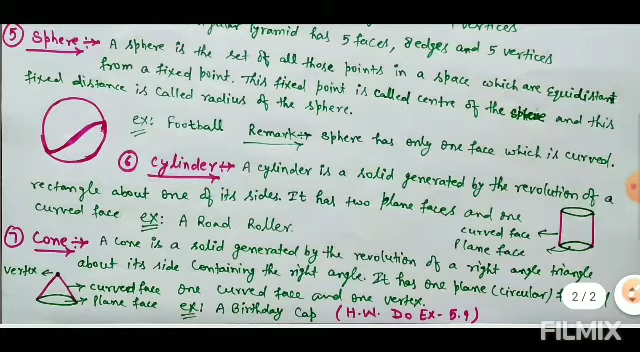 pyramid has 5 faces, 8 edges and 5 vertices
vertices
⑤ Sphere :→ A sphere is the set of all those points in a space which are equidistant
from a fixed point. This fixed point is called centre of the sphere and this
fixed distance is called radius of the sphere.
ex: Football Remark :→ Sphere has only one face which is curved.
⑥ Cylinder :→ A cylinder is a solid generated by the revolution of a
rectangle about one of its sides. It has two plane faces and one
curved face ex: A Road Roller.
curved face ←
Plane face ←
⑦ Cone :→ A cone is a solid generated by the revolution of a right angle triangle
about its side containing the right angle. It has one plane (circular)
vertex ←
→ curved face one curved face and one vertex.
→ Plane face ex: A Birthday Cap (H.W. Do Ex - 5.9)
2/2
FILMIX